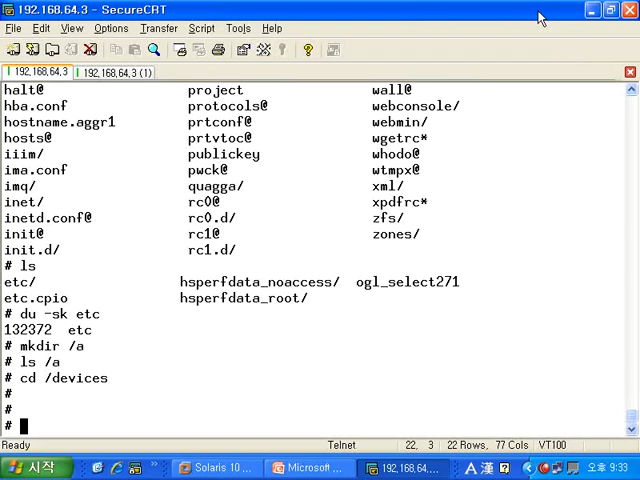 192.168.64.3 - SecureCRT
File Edit View Options Transfer Script Tools Help
192,168,64,3 192,168,64,3 (1)
halt@ project wall@
hba.conf protocols@ webconsole/
hostname.aggr1 prtconf@ webmin/
hosts@ prtvtoc@ wgetrc*
iiim/ publickey whodo@
ima.conf pwck@ wtmpx@
imq/ quagga/ xml/
inet/ rc0@ xpdfrc*
inetd.conf@ rc0.d/ zfs/
init@ rc1@ zones/
init.d/ rc1.d/
# ls
etc/ hsperfdata_noaccess/ ogl_select271
etc.cpio hsperfdata_root/
# du -sk etc
132372 etc
# mkdir /a
# ls /a
# cd /devices
#
#
#
Ready Telnet 22, 3 22 Rows, 77 Cols VT100
시작 Solaris 10 ... Microsoft ... 192,168,64,... A 漢 ? 오후 9:33